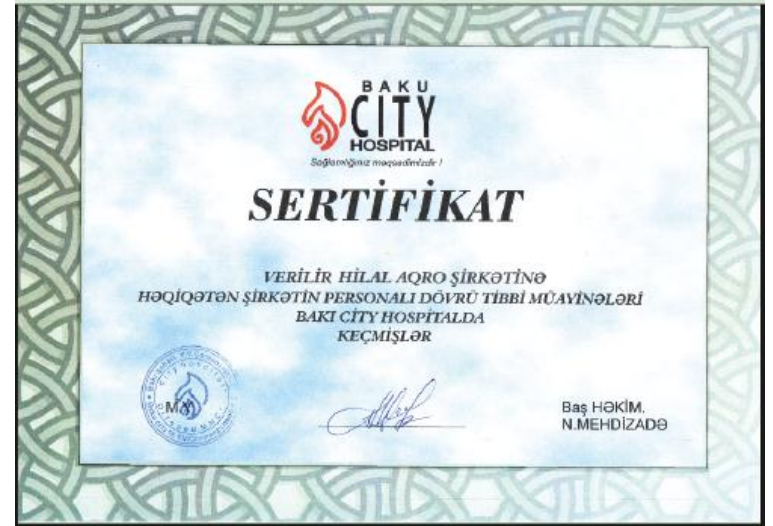 BAKU
CITY
HOSPITAL
Sağlamlığınız məqsədimizdir !
SERTİFİKAT
VERİLİR HİLAL AQRO ŞİRKƏTİNƏ
HƏQİQƏTƏN ŞİRKƏTİN PERSONALI DÖVRÜ TİBBİ MÜAYİNƏLƏRİ
BAKI CİTY HOSPİTALDA
KEÇMİŞLƏR
M.Y.
Baş HƏKİM.
N.MEHDİZADƏ